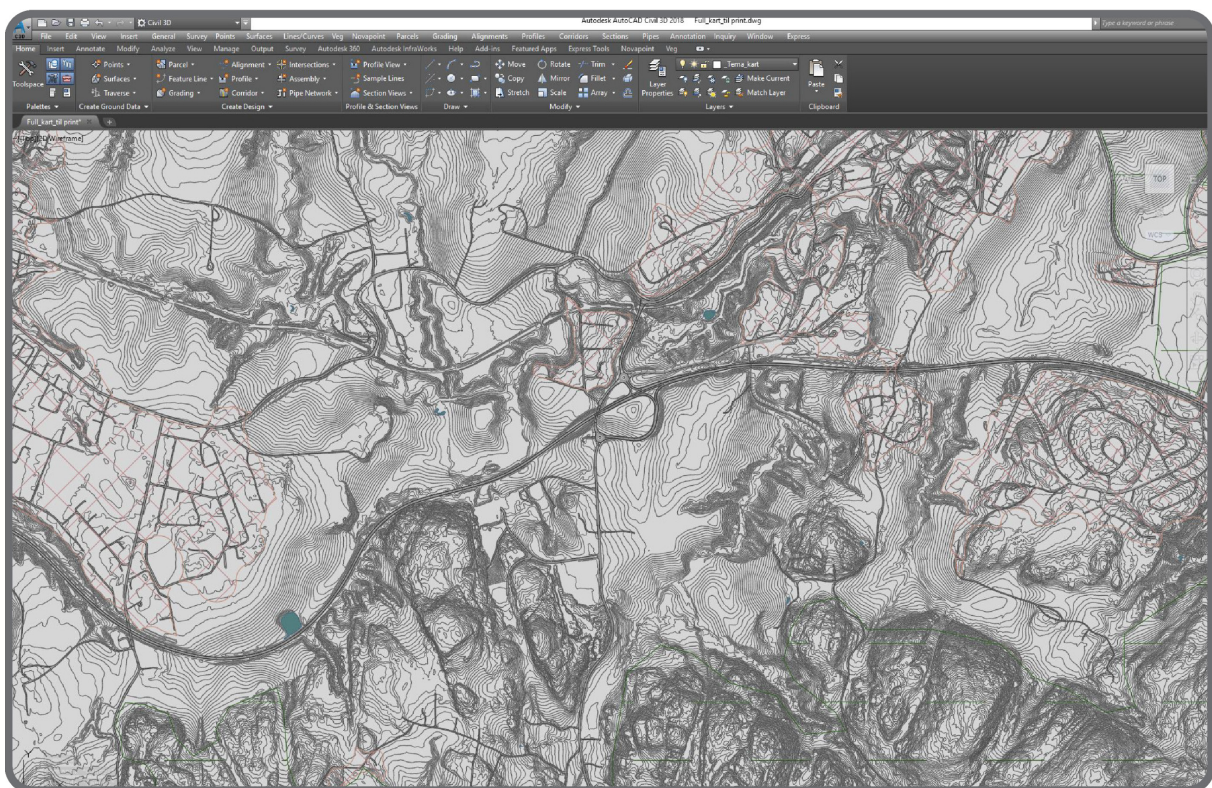 Civil 3D Autodesk AutoCAD Civil 3D 2018 Full_kart_til print.dwg Type a keyword or phrase
C3D File Edit View Insert General Survey Points Surfaces Lines/Curves Veg Novapoint Parcels Grading Alignments Profiles Corridors Sections Pipes Annotation Inquiry Window Express
Home Insert Annotate Modify Analyze View Manage Output Survey Autodesk 360 Autodesk InfraWorks Help Add-ins Featured Apps Express Tools Novapoint Veg
Points Parcel Alignment Intersections Profile View Move Rotate Trim _Tema_kart
Toolspace Surfaces Feature Line Profile Assembly Sample Lines Copy Mirror Fillet Layer Properties Make Current Paste
Traverse Grading Corridor Pipe Network Section Views Stretch Scale Array Match Layer
Palettes Create Ground Data Create Design Profile & Section Views Draw Modify Layers Clipboard
Full_kart_til print*
TOP
WCS